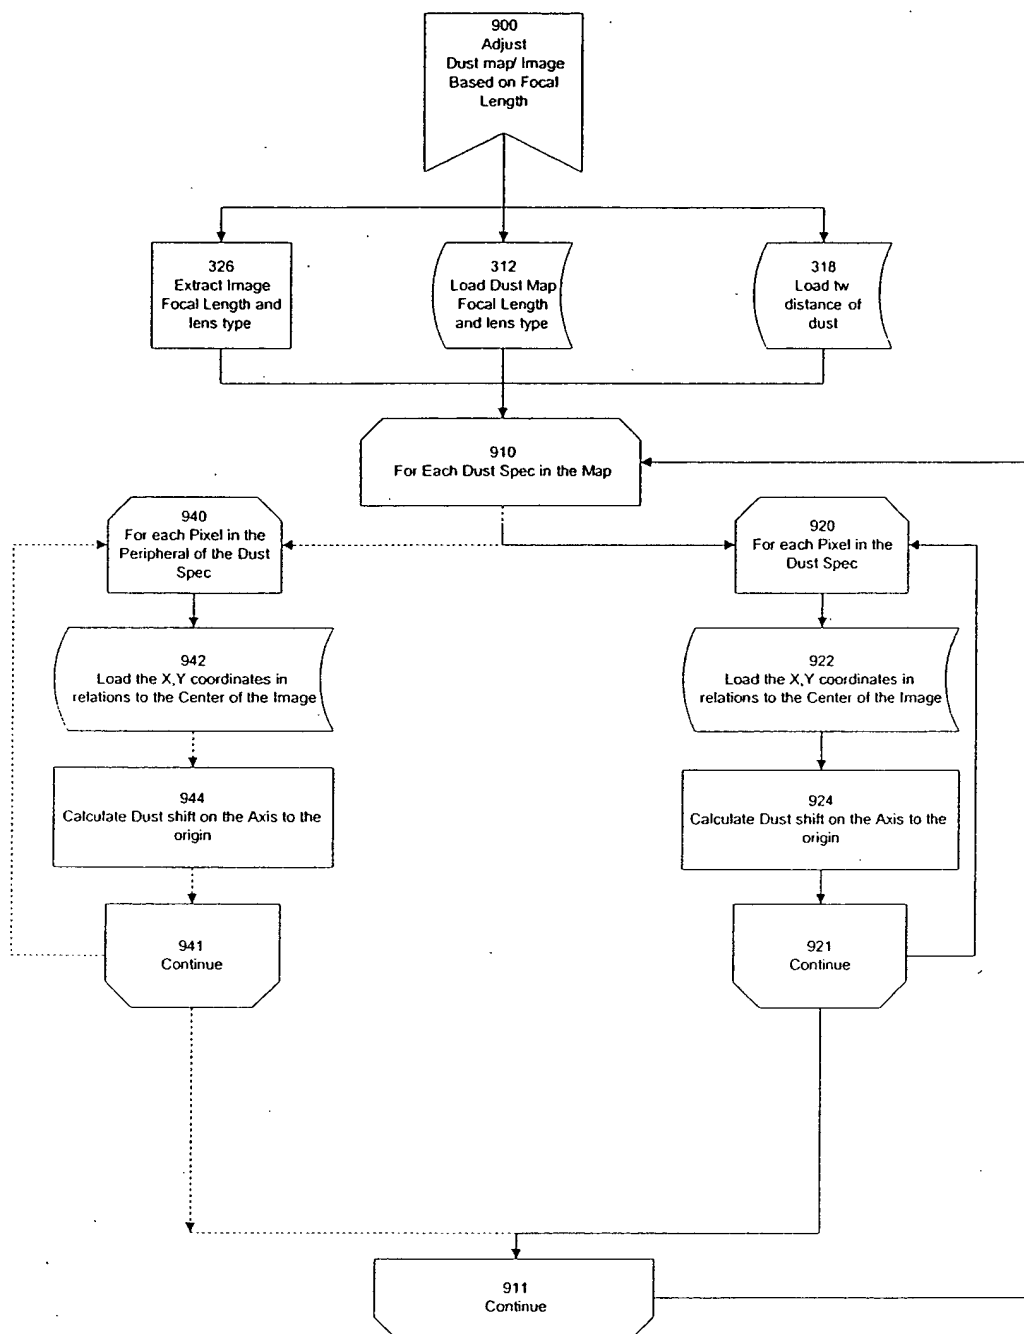 900
Adjust
Dust map/ Image
Based on Focal
Length
326
Extract Image
Focal Length and
lens type
312
Load Dust Map
Focal Length
and lens type
318
Load tw
distance of
dust
910
For Each Dust Spec in the Map
940
For each Pixel in the
Peripheral of the Dust
Spec
920
For each Pixel in the
Dust Spec
942
Load the X,Y coordinates in
relations to the Center of the Image
922
Load the X,Y coordinates in
relations to the Center of the Image
944
Calculate Dust shift on the Axis to the
origin
924
Calculate Dust shift on the Axis to the
origin
941
Continue
921
Continue
911
Continue